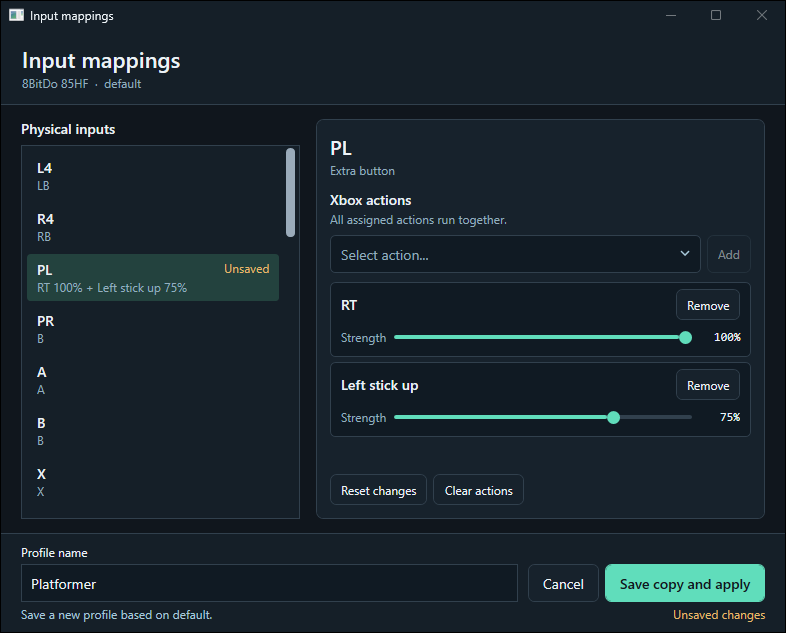 Input mappings
Input mappings
8BitDo 85HF · default
Physical inputs
L4
LB
R4
RB
PL
Unsaved
RT 100% + Left stick up 75%
PR
B
A
A
B
B
X
X
PL
Extra button
Xbox actions
All assigned actions run together.
Select action...
Add
RT
Remove
Strength
100%
Left stick up
Remove
Strength
75%
Reset changes
Clear actions
Profile name
Platformer
Cancel
Save copy and apply
Save a new profile based on default.
Unsaved changes